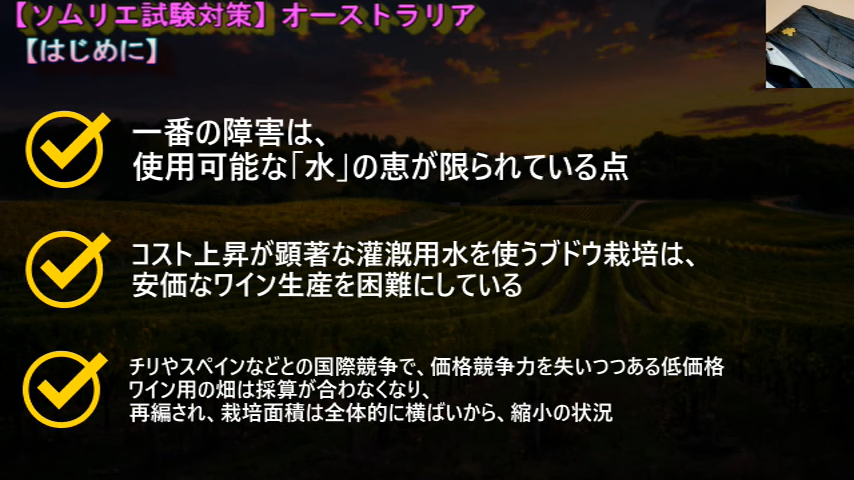 【ソムリエ試験対策】オーストラリア
【はじめに】
一番の障害は、
使用可能な「水」の恵が限られている点
コスト上昇が顕著な灌漑用水を使うブドウ栽培は、
安価なワイン生産を困難にしている
チリやスペインなどとの国際競争で、価格競争力を失いつつある低価格
ワイン用の畑は採算が合わなくなり、
再編され、栽培面積は全体的に横ばいから、縮小の状況